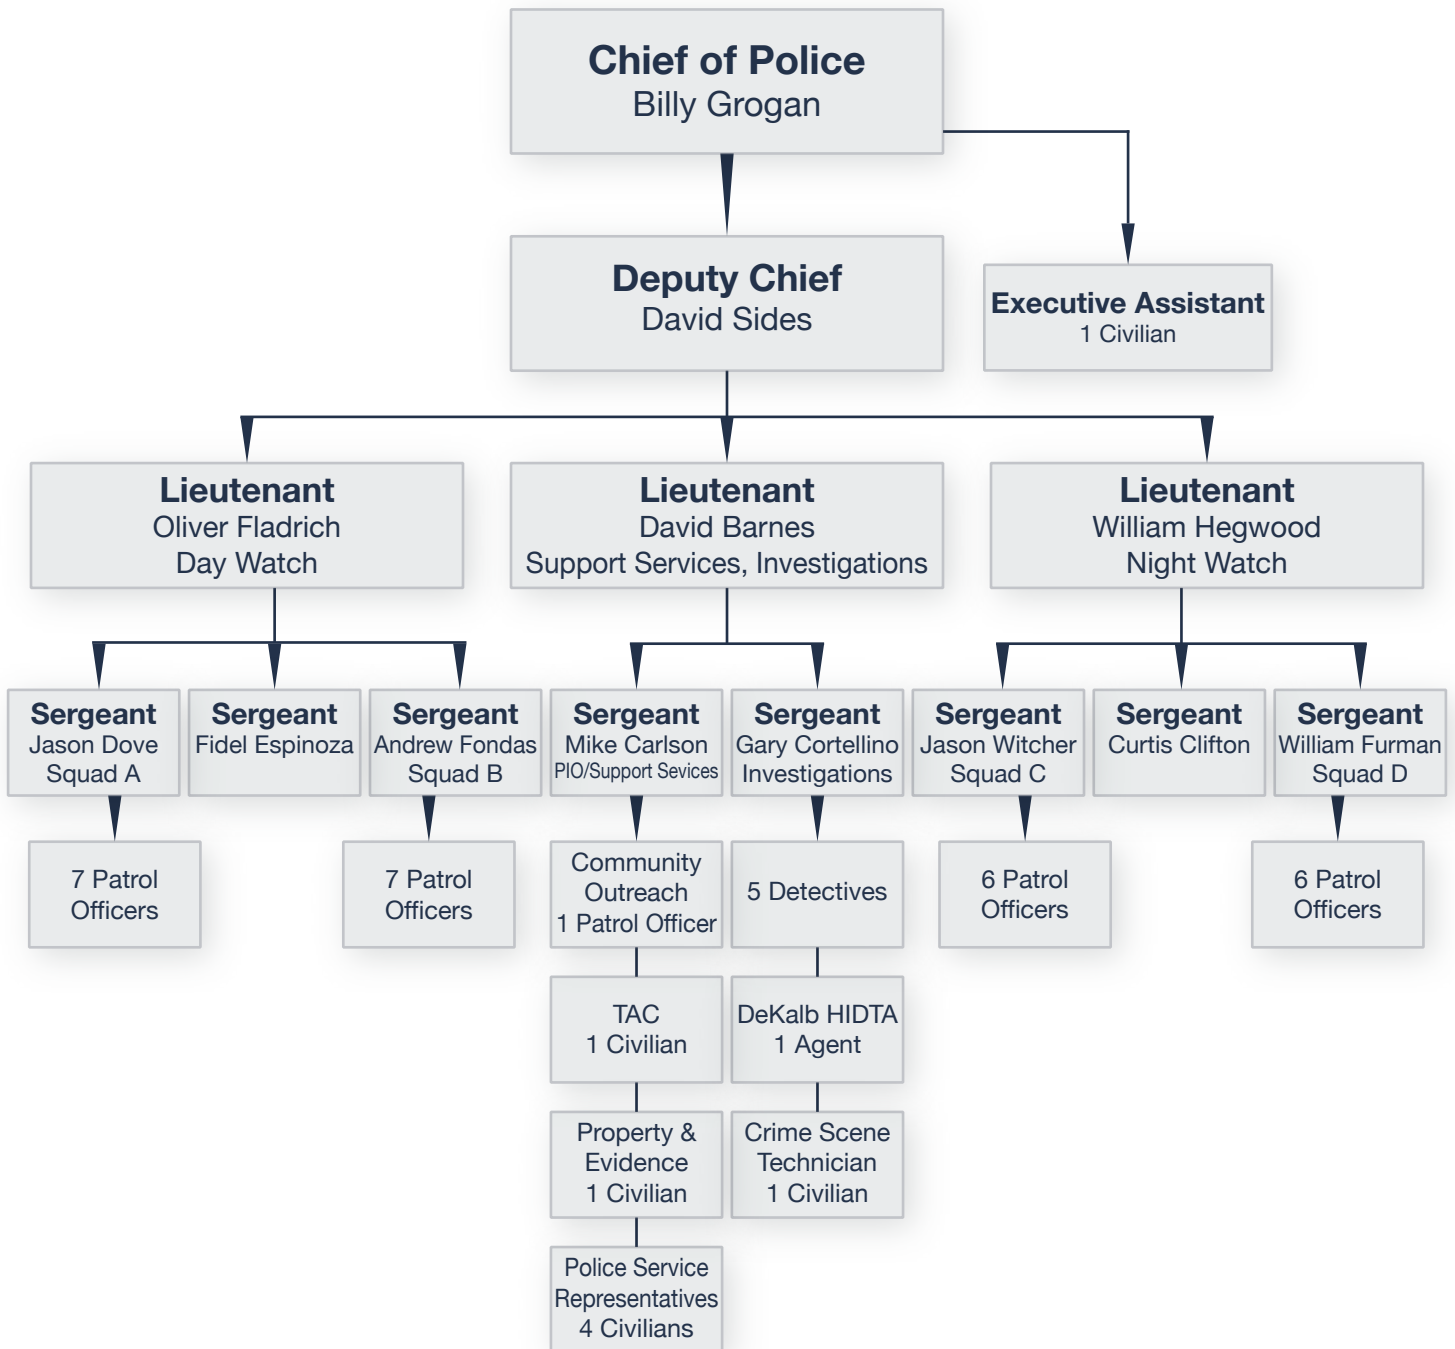 Chief of Police
Billy Grogan
Deputy Chief
David Sides
Executive Assistant
1 Civilian
Lieutenant
Oliver Fladrich
Day Watch
Lieutenant
David Barnes
Support Services, Investigations
Lieutenant
William Hegwood
Night Watch
Sergeant
Jason Dove
Squad A
Sergeant
Fidel Espinoza
Sergeant
Andrew Fondas
Squad B
Sergeant
Mike Carlson
PIO/Support Sevices
Sergeant
Gary Cortellino
Investigations
Sergeant
Jason Witcher
Squad C
Sergeant
Curtis Clifton
Sergeant
William Furman
Squad D
7 Patrol
Officers
7 Patrol
Officers
Community
Outreach
1 Patrol Officer
5 Detectives
6 Patrol
Officers
6 Patrol
Officers
TAC
1 Civilian
DeKalb HIDTA
1 Agent
Property &
Evidence
1 Civilian
Crime Scene
Technician
1 Civilian
Police Service
Representatives
4 Civilians